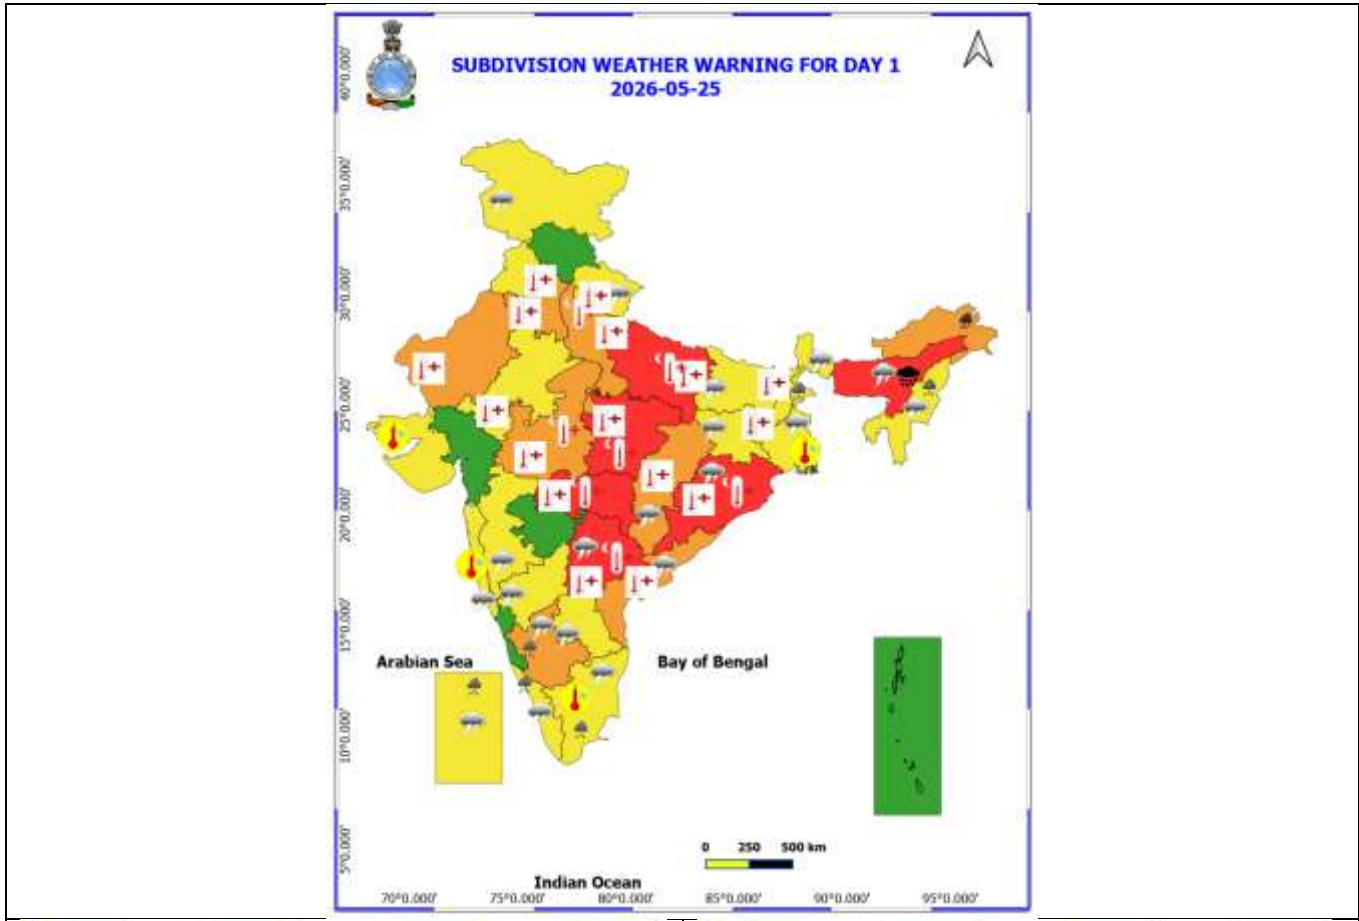 SUBDIVISION WEATHER WARNING FOR DAY 1
2026-05-25
40°0.000'
35°0.000'
30°0.000'
25°0.000'
20°0.000'
15°0.000'
10°0.000'
5°0.000'
Arabian Sea
Bay of Bengal
0 250 500 km
Indian Ocean
70°0.000' 75°0.000' 80°0.000' 85°0.000' 90°0.000' 95°0.000'